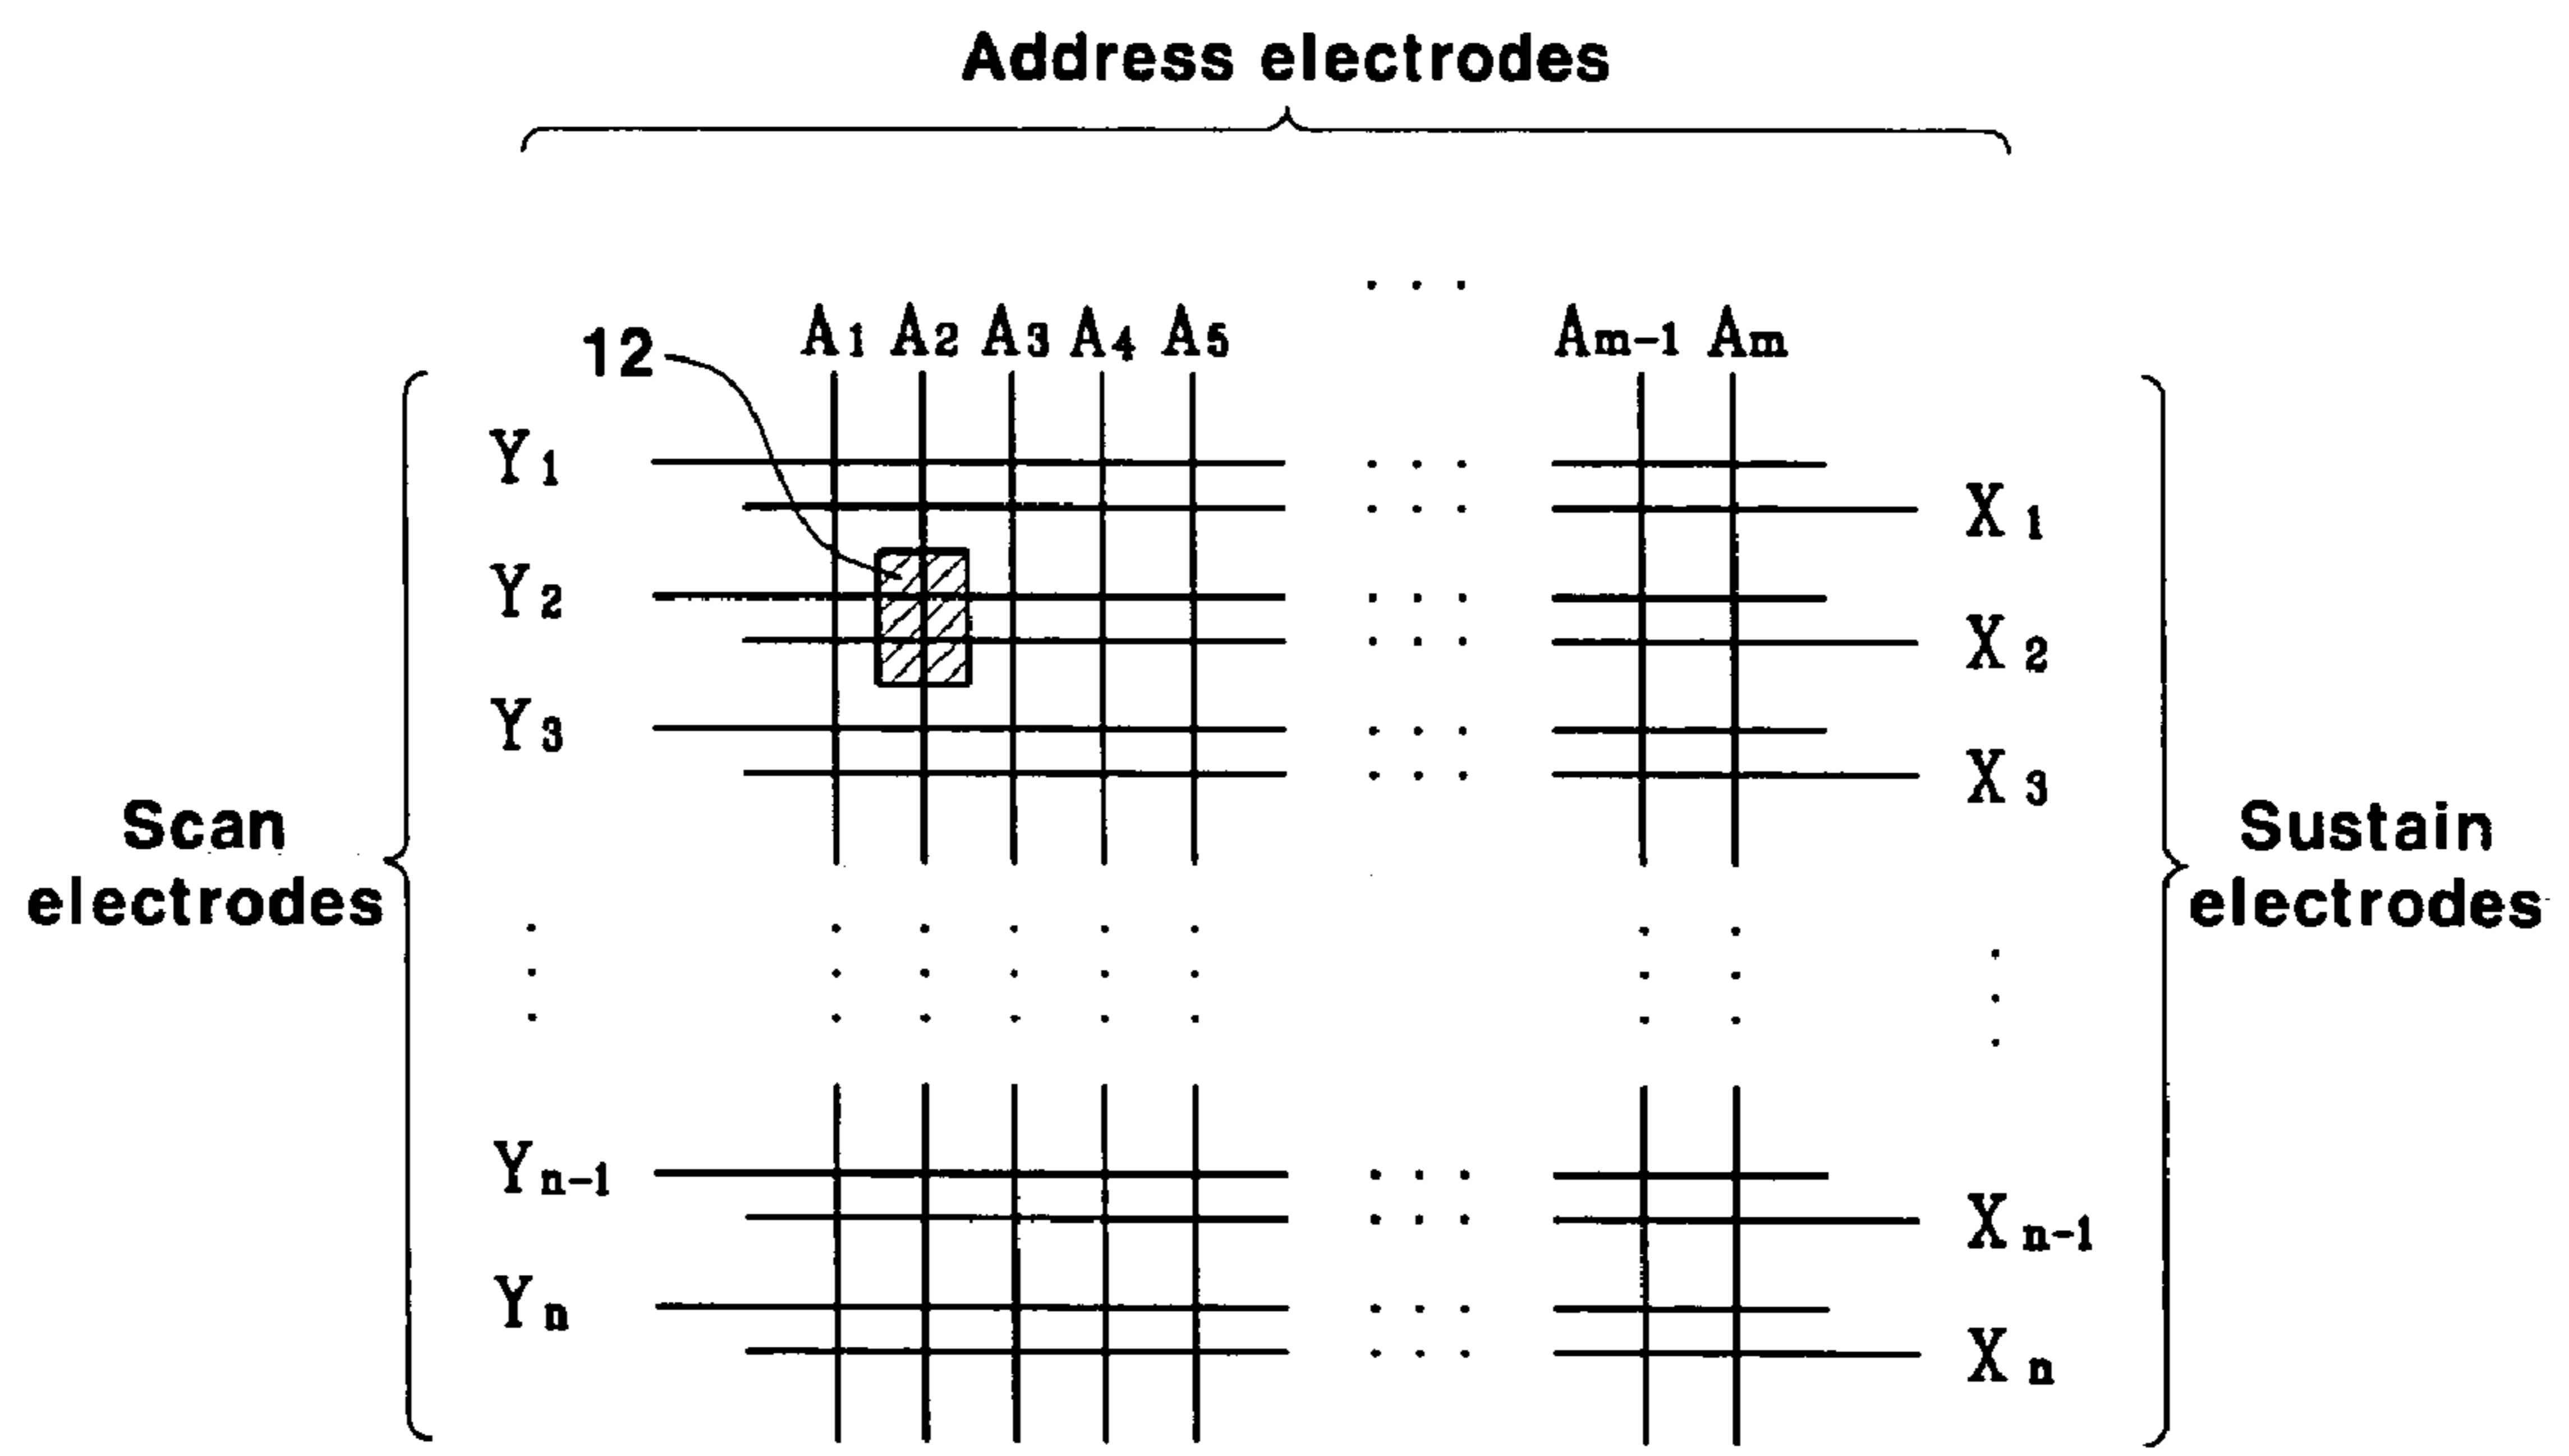 Address electrodes
. . .
A1 A2 A3 A4 A5 Am-1 Am
12
Y1
X1
Y2
X2
Y3
X3
Scan
electrodes
Sustain
electrodes
Yn-1
Xn-1
Yn
Xn